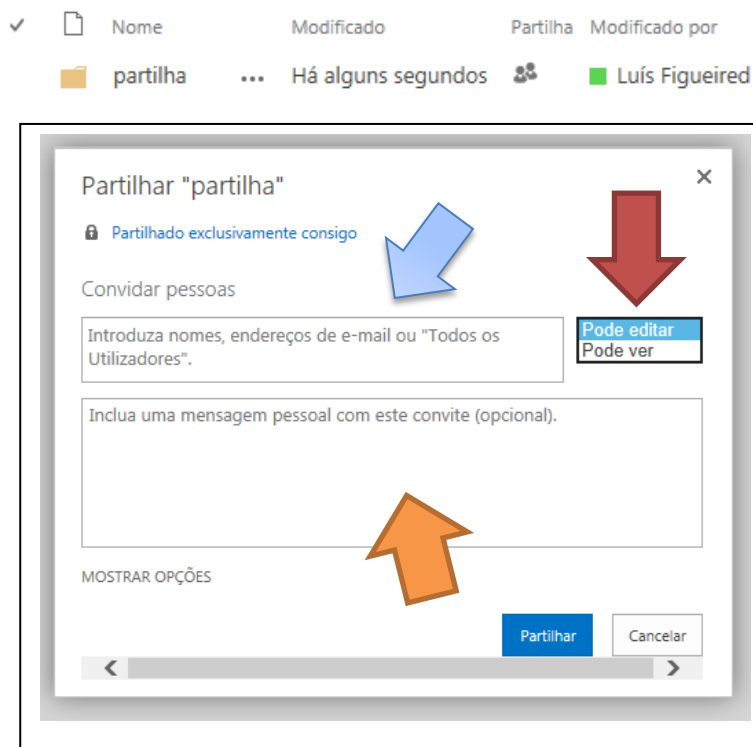 Nome Modificado Partilha Modificado por
partilha ... Há alguns segundos Luís Figueired
Partilhar "partilha"
Partilhado exclusivamente consigo
Convidar pessoas
Introduza nomes, endereços de e-mail ou "Todos os
Utilizadores".
Pode editar
Pode ver
Inclua uma mensagem pessoal com este convite (opcional).
MOSTRAR OPÇÕES
Partilhar Cancelar